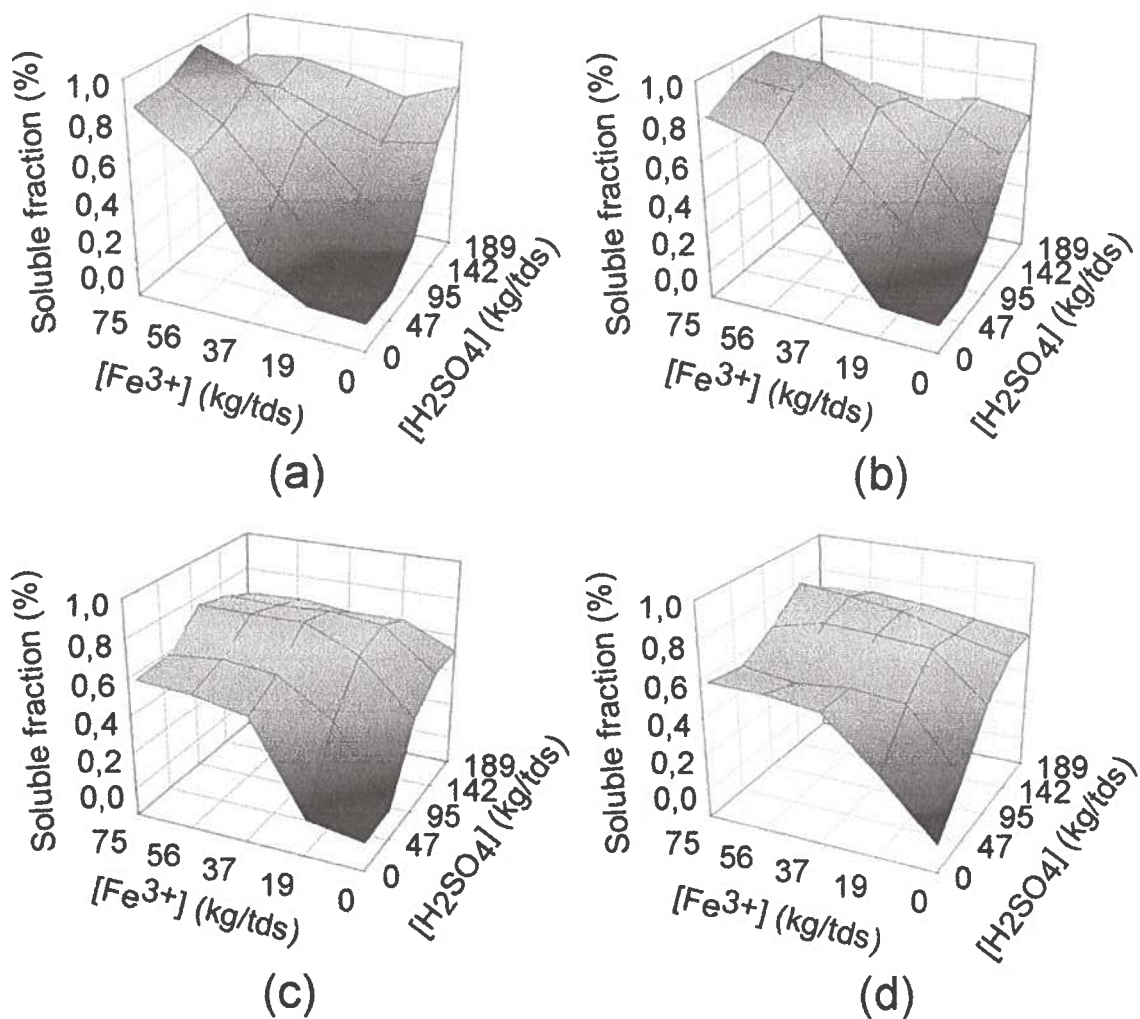 Soluble fraction (%)
1,0
0,8
0,6
0,4
0,2
0,0
75 56 37 19 0
[Fe3+] (kg/tds)
0 47 95 142 189
[H2SO4] (kg/tds)
(a)
Soluble fraction (%)
1,0
0,8
0,6
0,4
0,2
0,0
75 56 37 19 0
[Fe3+] (kg/tds)
0 47 95 142 189
[H2SO4] (kg/tds)
(b)
Soluble fraction (%)
1,0
0,8
0,6
0,4
0,2
0,0
75 56 37 19 0
[Fe3+] (kg/tds)
0 47 95 142 189
[H2SO4] (kg/tds)
(c)
Soluble fraction (%)
1,0
0,8
0,6
0,4
0,2
0,0
75 56 37 19 0
[Fe3+] (kg/tds)
0 47 95 142 189
[H2SO4] (kg/tds)
(d)